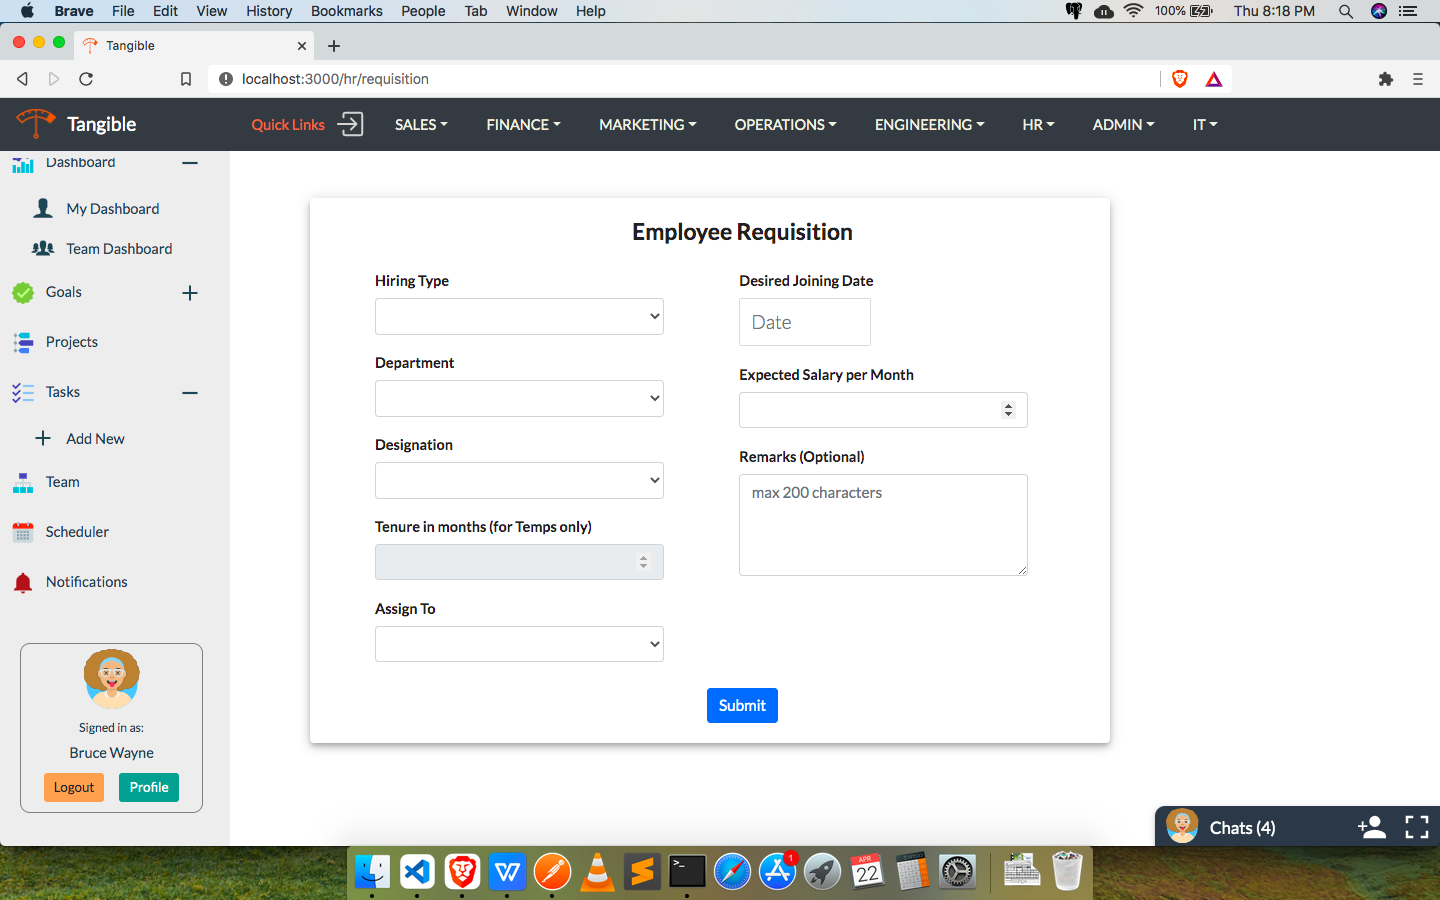 Brave File Edit View History Bookmarks People Tab Window Help 100% Thu 8:18 PM
Tangible
localhost:3000/hr/requisition
Tangible Quick Links SALES FINANCE MARKETING OPERATIONS ENGINEERING HR ADMIN IT
Dashboard
My Dashboard
Team Dashboard
Goals
Projects
Tasks
Add New
Team
Scheduler
Notifications
Signed in as:
Bruce Wayne
Logout Profile
Employee Requisition
Hiring Type
Department
Designation
Tenure in months (for Temps only)
Assign To
Desired Joining Date
Date
Expected Salary per Month
Remarks (Optional)
max 200 characters
Submit
Chats (4)
1
APR
22